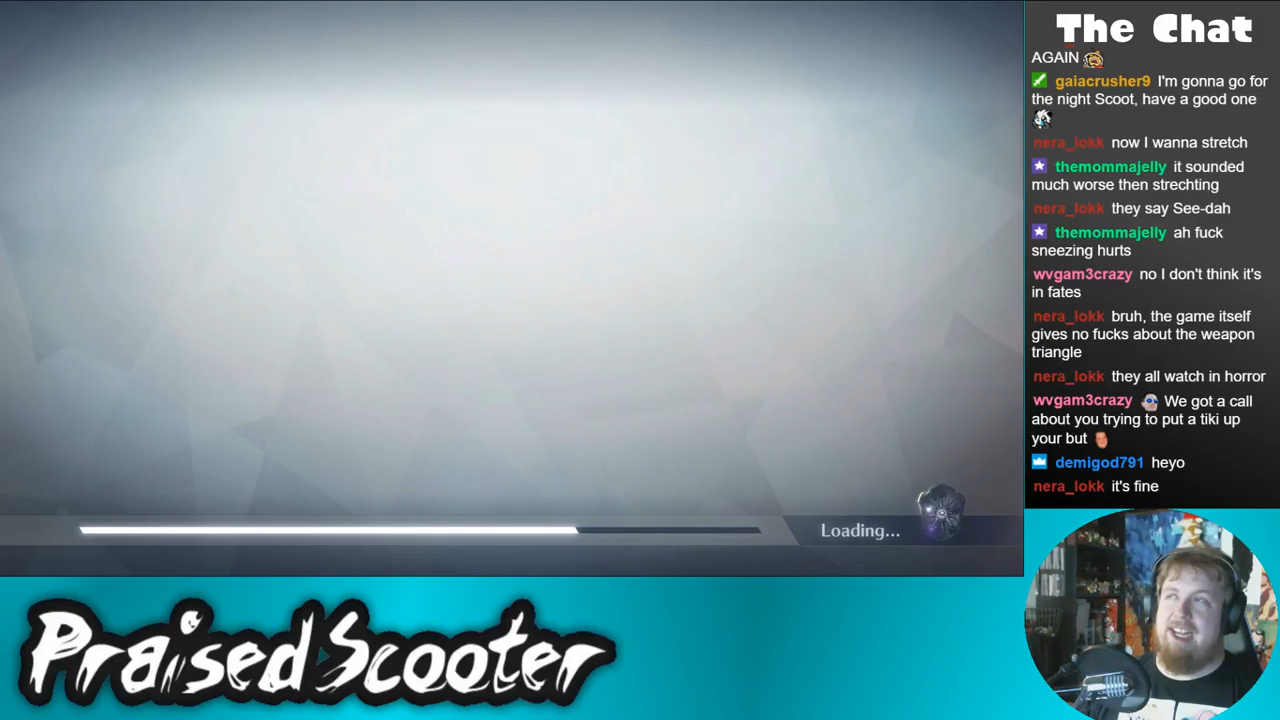 The Chat
AGAIN
gaiacrusher9 I'm gonna go for
the night Scoot, have a good one
nera_lokk now I wanna stretch
themommajelly it sounded
much worse then strechting
nera_lokk they say See-dah
themommajelly ah fuck
sneezing hurts
wvgam3crazy no I don't think it's
in fates
nera_lokk bruh, the game itself
gives no fucks about the weapon
triangle
nera_lokk they all watch in horror
wvgam3crazy We got a call
about you trying to put a tiki up
your but
demigod791 heyo
nera_lokk it's fine
Loading...
PraisedScooter